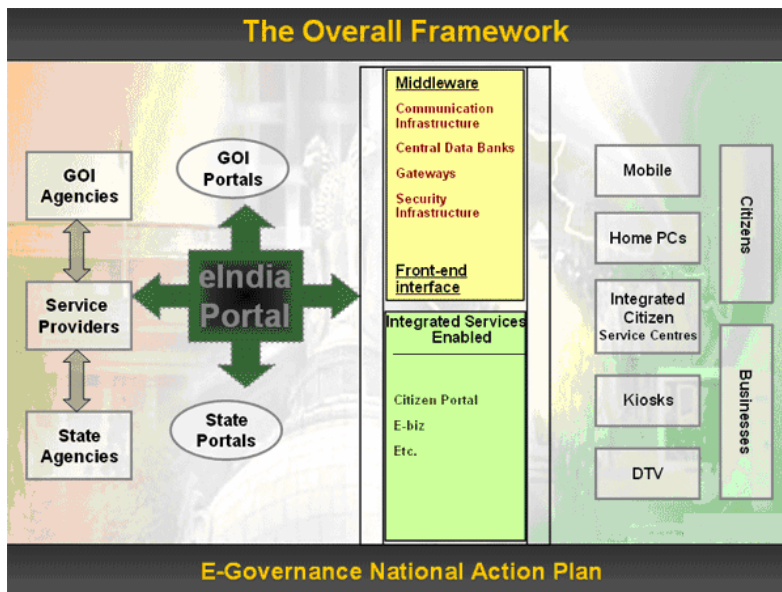 The Overall Framework
GOI
Agencies
Service
Providers
State
Agencies
GOI
Portals
eIndia
Portal
State
Portals
Middleware
Communication
Infrastructure
Central Data Banks
Gateways
Security
Infrastructure
Front-end
interface
Integrated Services
Enabled
Citizen Portal
E-biz
Etc.
Mobile
Home PCs
Integrated
Citizen
Service Centres
Kiosks
DTV
Citizens
Businesses
E-Governance National Action Plan